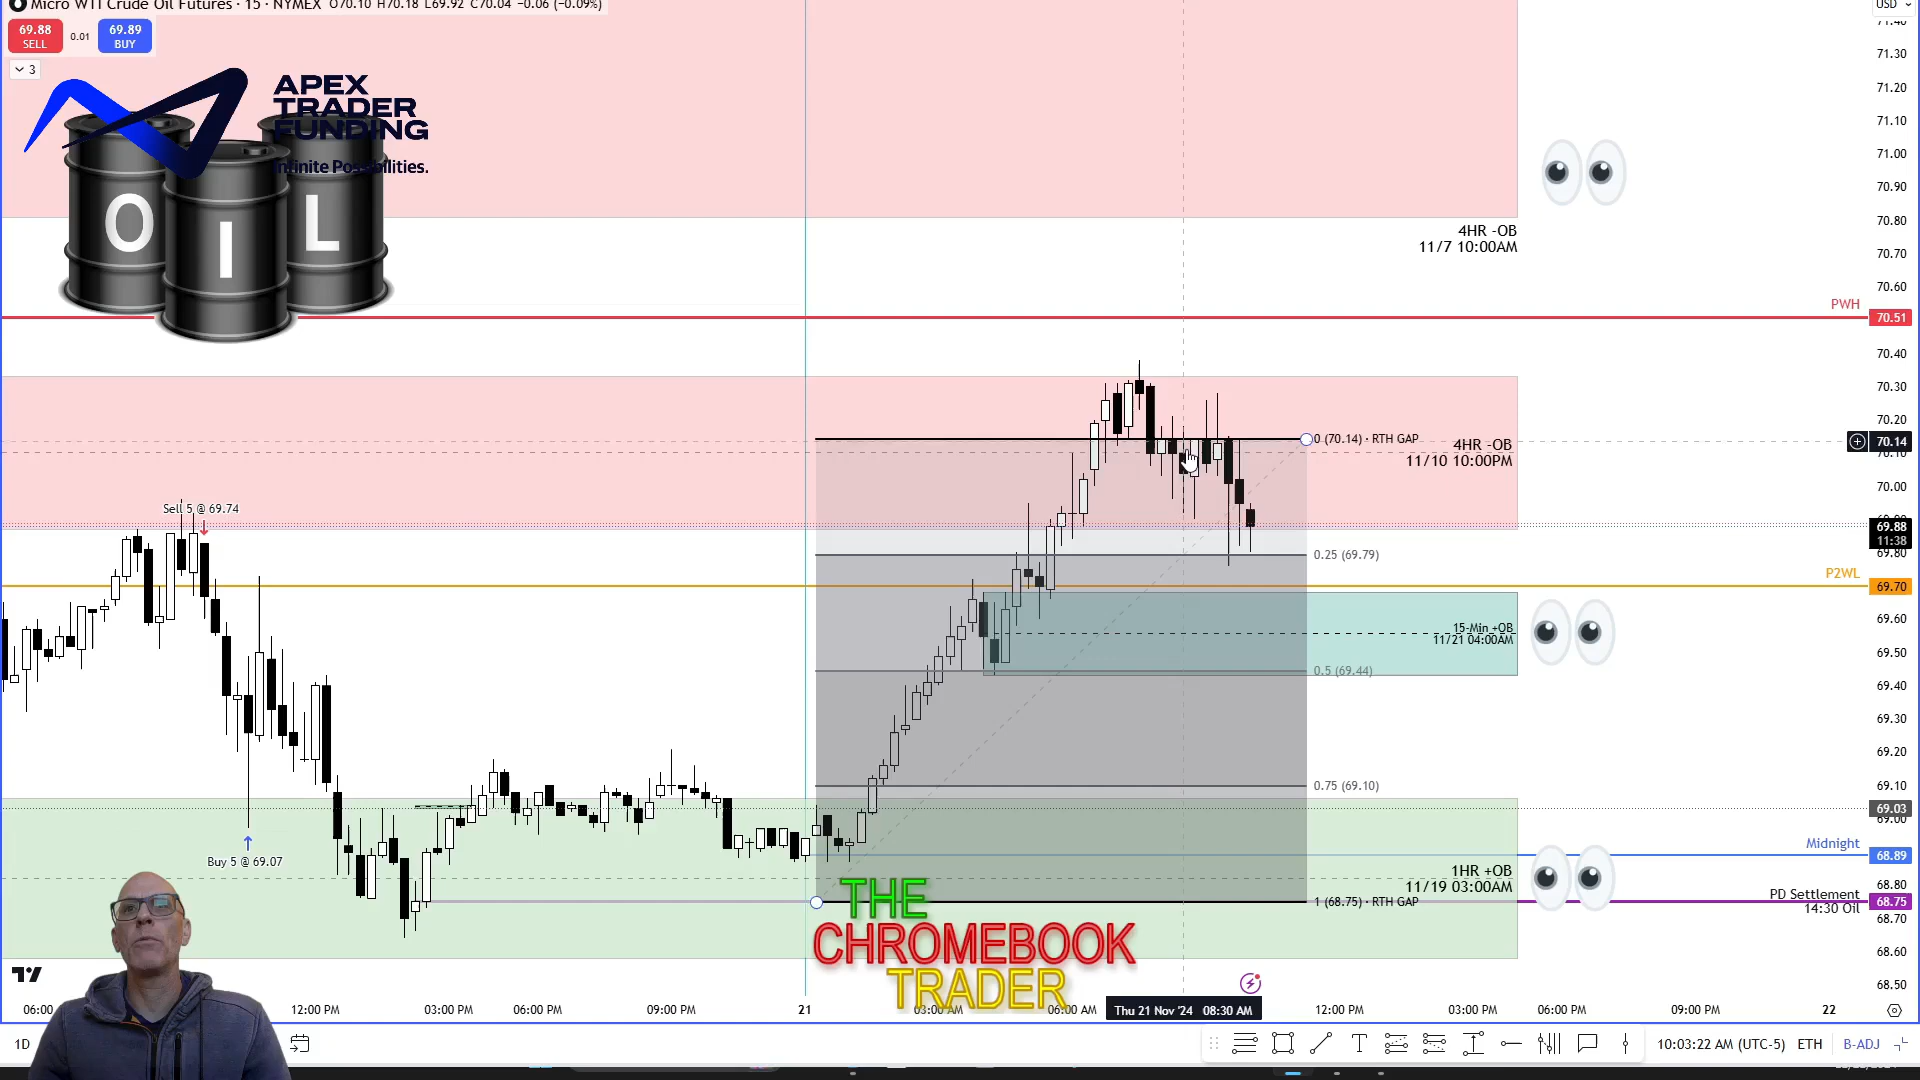 Micro WTI Crude Oil Futures · 15 · NYMEX O70.10 H70.18 L69.92 C70.04 −0.06 (−0.09%)
USD
69.88
SELL
0.01
69.89
BUY
3
APEX
TRADER
FUNDING
Infinite Possibilities.
OIL
71.40
71.30
71.20
71.10
71.00
70.90
70.80
4HR -OB
11/7 10:00AM
70.70
70.60
PWH
70.51
70.40
70.30
70.20
0 (70.14) · RTH GAP
4HR -OB
11/10 10:00PM
70.14
70.10
70.00
Sell 5 @ 69.74
69.88
11:38
69.80
0.25 (69.79)
P2WL
69.70
69.60
15-Min +OB
11/21 04:00AM
69.50
0.5 (69.44)
69.40
69.30
69.20
69.10
0.75 (69.10)
69.03
69.00
Midnight
68.89
Buy 5 @ 69.07
1HR +OB
11/19 03:00AM
68.80
PD Settlement
14:30 Oil
68.75
1 (68.75) · RTH GAP
68.70
68.60
68.50
THE
CHROMEBOOK
TRADER
06:00
12:00 PM
03:00 PM
06:00 PM
09:00 PM
21
03:00 AM
06:00 AM
Thu 21 Nov '24 08:30 AM
12:00 PM
03:00 PM
06:00 PM
09:00 PM
22
1D
10:03:22 AM (UTC-5)
ETH
B-ADJ